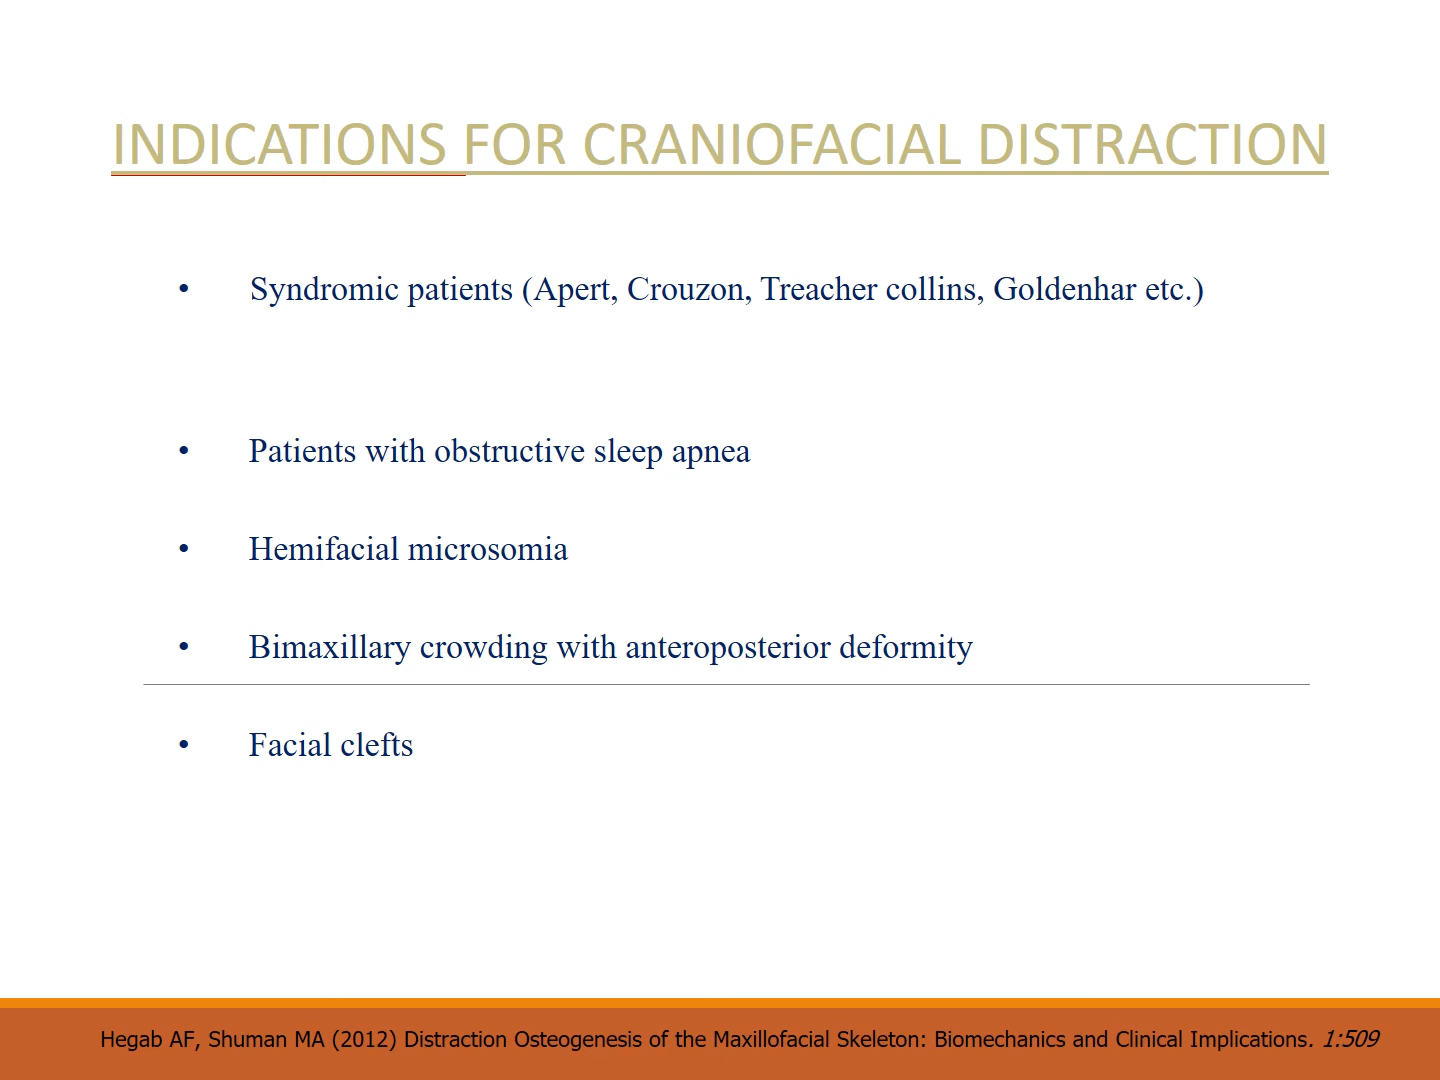 INDICATIONS FOR CRANIOFACIAL DISTRACTION
• Syndromic patients (Apert, Crouzon, Treacher collins, Goldenhar etc.)
• Patients with obstructive sleep apnea
• Hemifacial microsomia
• Bimaxillary crowding with anteroposterior deformity
• Facial clefts
Hegab AF, Shuman MA (2012) Distraction Osteogenesis of the Maxillofacial Skeleton: Biomechanics and Clinical Implications. 1:509